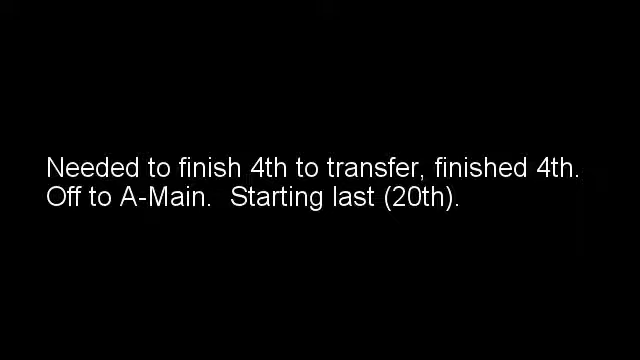 Needed to finish 4th to transfer, finished 4th.
Off to A-Main.  Starting last (20th).